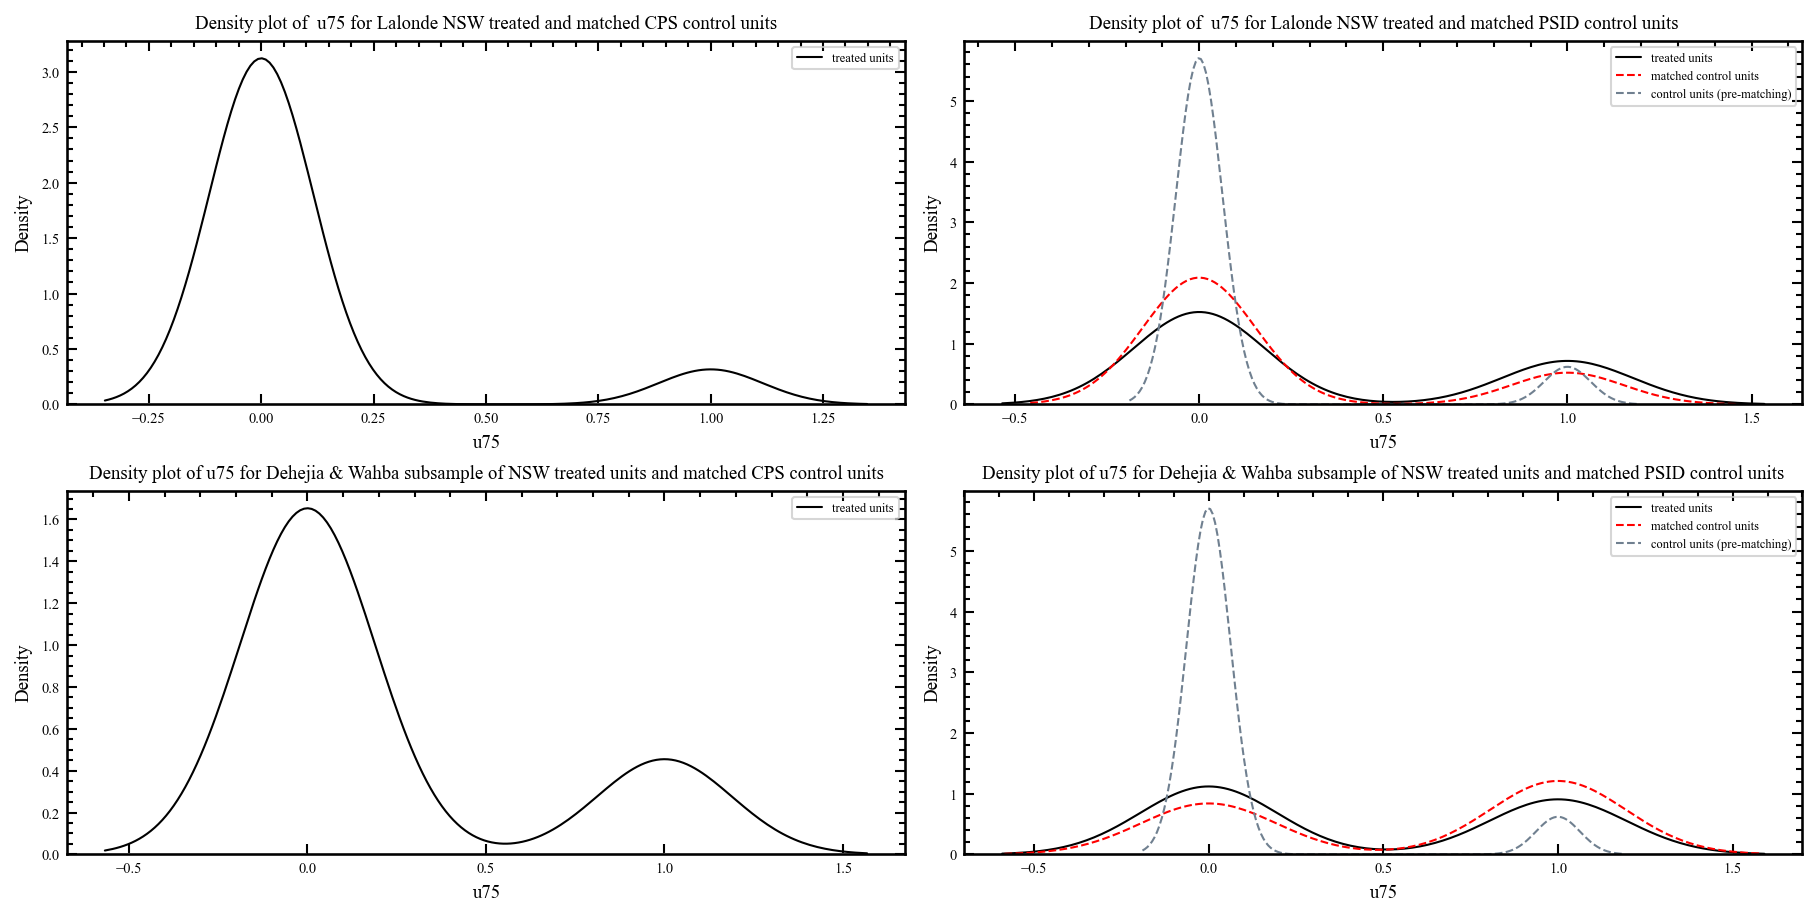 Density plot of  u75 for Lalonde NSW treated and matched CPS control units
treated units
Density
3.0
2.5
2.0
1.5
1.0
0.5
0.0
−0.25
0.00
0.25
0.50
0.75
1.00
1.25
u75
Density plot of  u75 for Lalonde NSW treated and matched PSID control units
treated units
matched control units
control units (pre-matching)
Density
5
4
3
2
1
0
−0.5
0.0
0.5
1.0
1.5
u75
Density plot of u75 for Dehejia & Wahba subsample of NSW treated units and matched CPS control units
treated units
Density
1.6
1.4
1.2
1.0
0.8
0.6
0.4
0.2
0.0
−0.5
0.0
0.5
1.0
1.5
u75
Density plot of u75 for Dehejia & Wahba subsample of NSW treated units and matched PSID control units
treated units
matched control units
control units (pre-matching)
Density
5
4
3
2
1
0
−0.5
0.0
0.5
1.0
1.5
u75